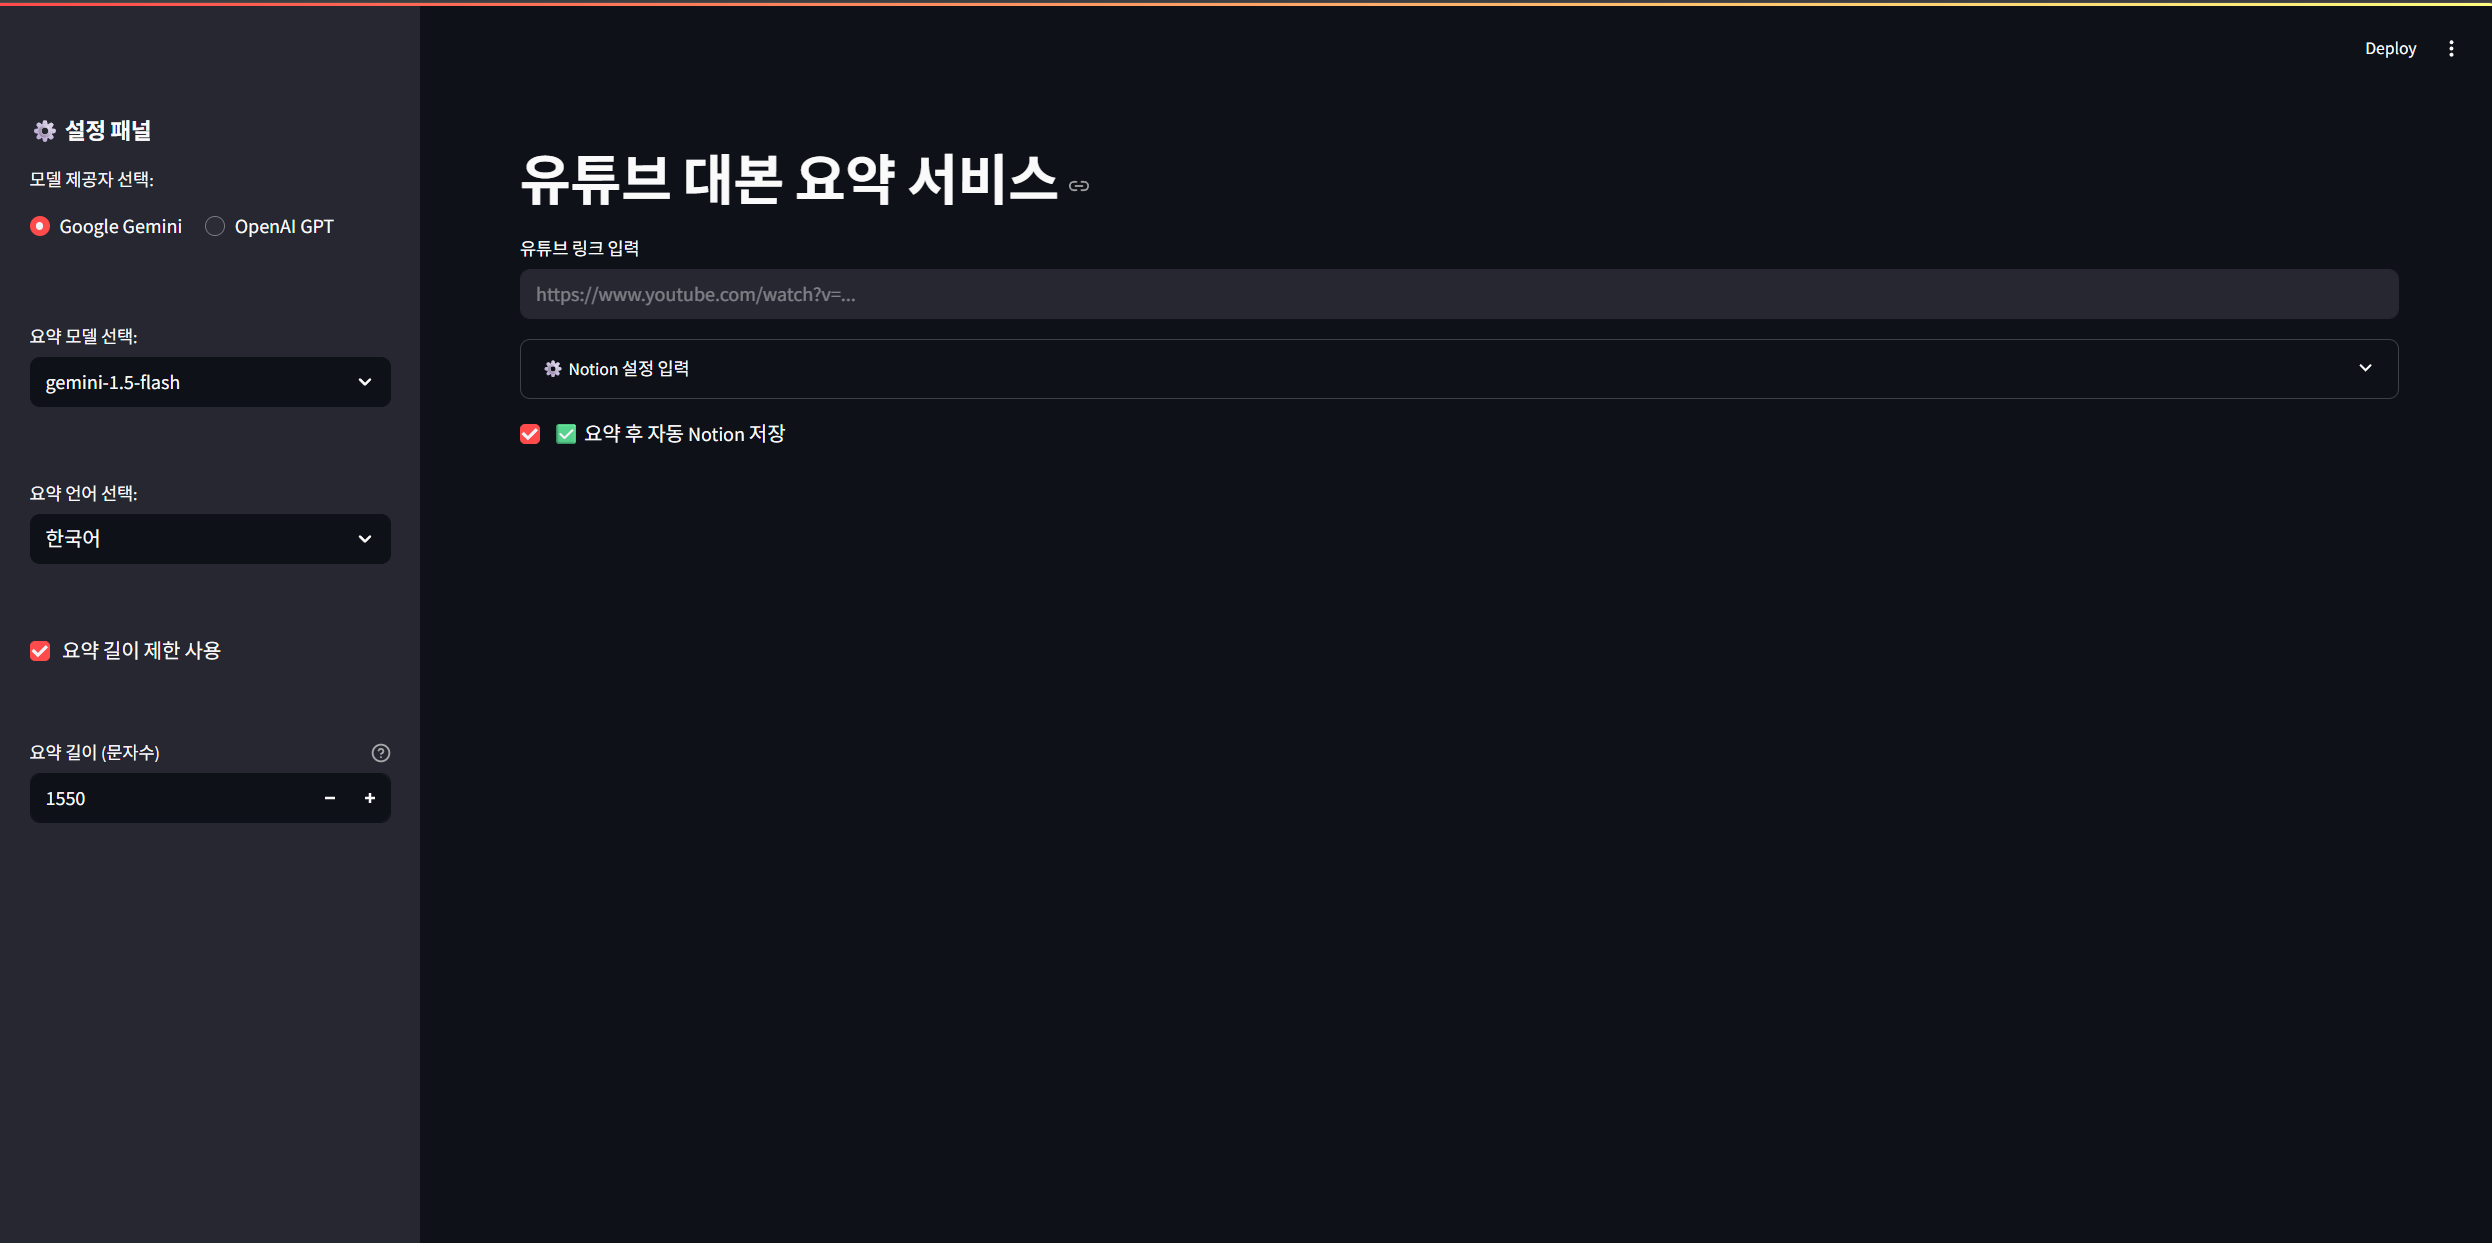 Deploy
설정 패널
모델 제공자 선택:
Google Gemini
OpenAI GPT
요약 모델 선택:
gemini-1.5-flash
요약 언어 선택:
한국어
요약 길이 제한 사용
요약 길이 (문자수)
1550
유튜브 대본 요약 서비스
유튜브 링크 입력
https://www.youtube.com/watch?v=...
Notion 설정 입력
✅ 요약 후 자동 Notion 저장